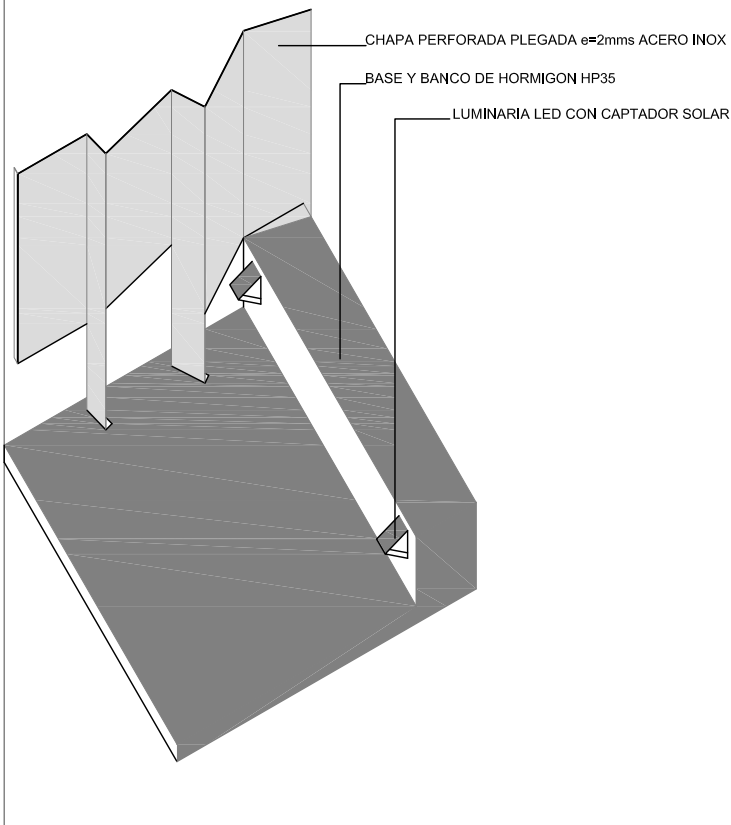 CHAPA PERFORADA PLEGADA e=2mms ACERO INOX
BASE Y BANCO DE HORMIGON HP35
LUMINARIA LED CON CAPTADOR SOLAR